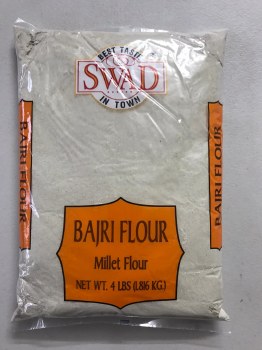 BEST TASTE
SWAD
IN TOWN
BAJRI FLOUR
BAJRI FLOUR
BAJRI FLOUR
Millet Flour
NET WT. 4 LBS (1.816 KG.)